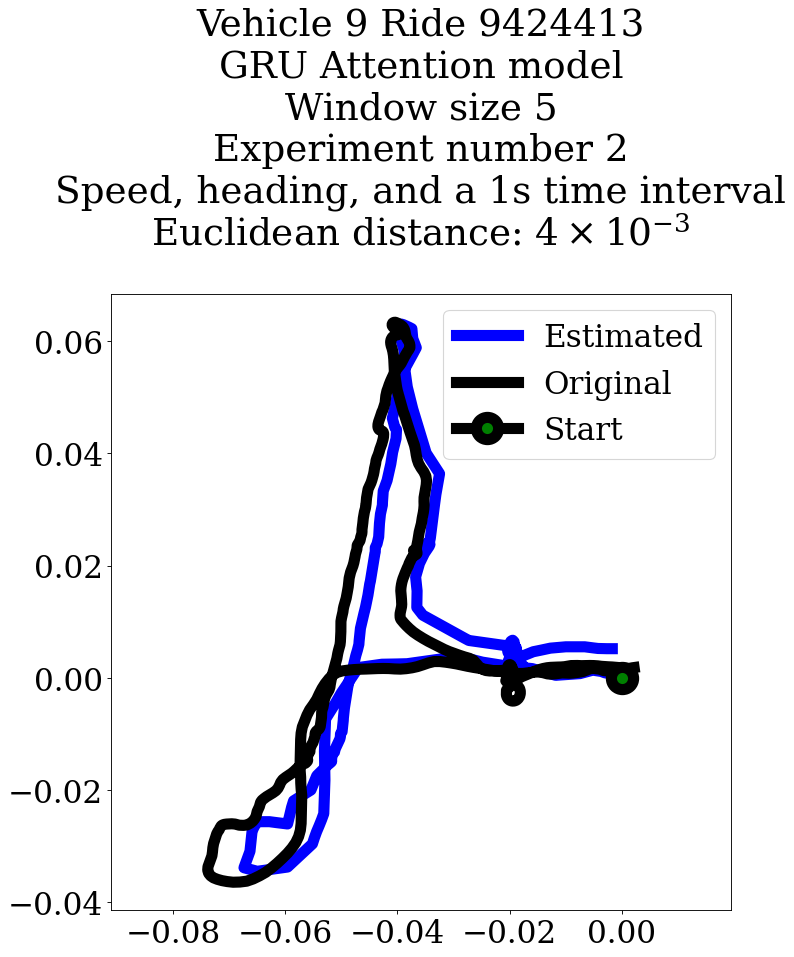 Vehicle 9 Ride 9424413
GRU Attention model
Window size 5
Experiment number 2
Speed, heading, and a 1s time interval
Euclidean distance: 4 × 10⁻³
Estimated
Original
Start
0.06
0.04
0.02
0.00
−0.02
−0.04
−0.08 −0.06 −0.04 −0.02 0.00